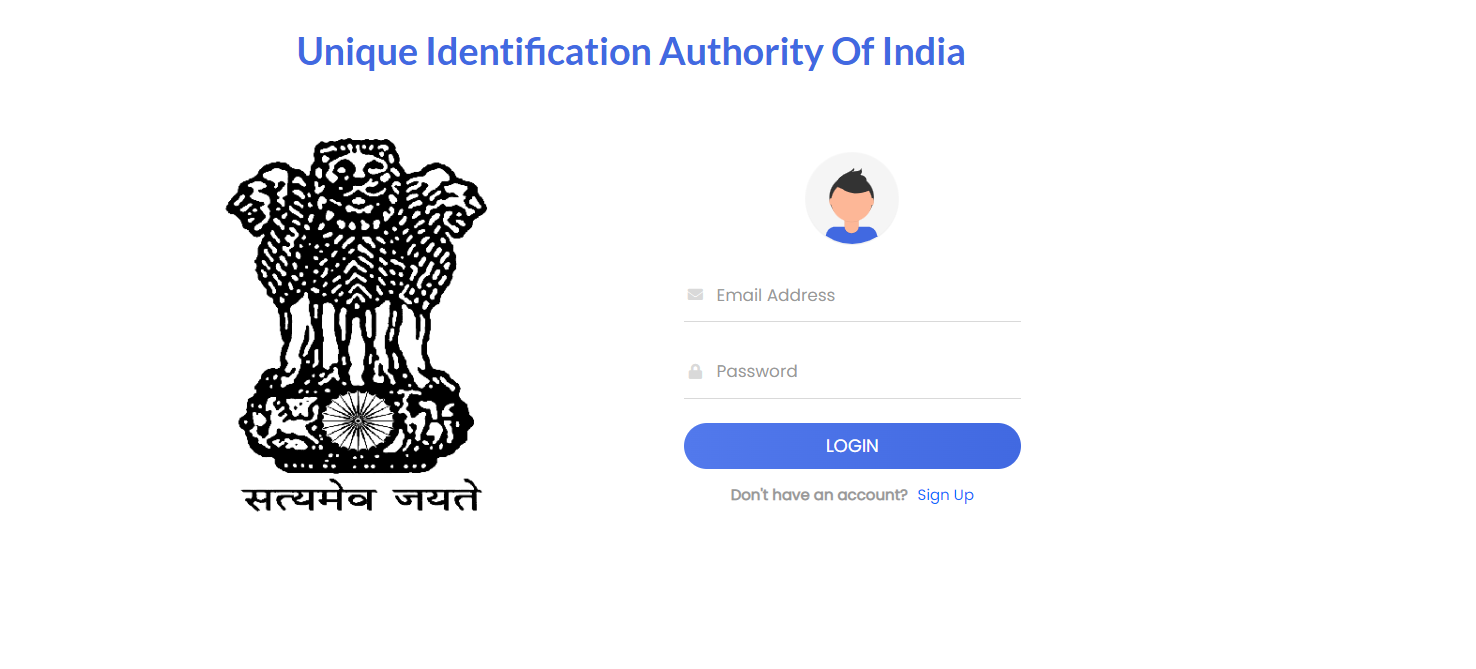 Unique Identification Authority Of India
सत्यमेव जयते
Email Address
Password
LOGIN
Don't have an account? Sign Up